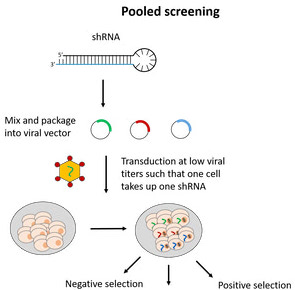 Pooled screening
shRNA
5'
3'
Mix and package
into viral vector
Transduction at low viral
titers such that one cell
takes up one shRNA
Negative selection
Positive selection